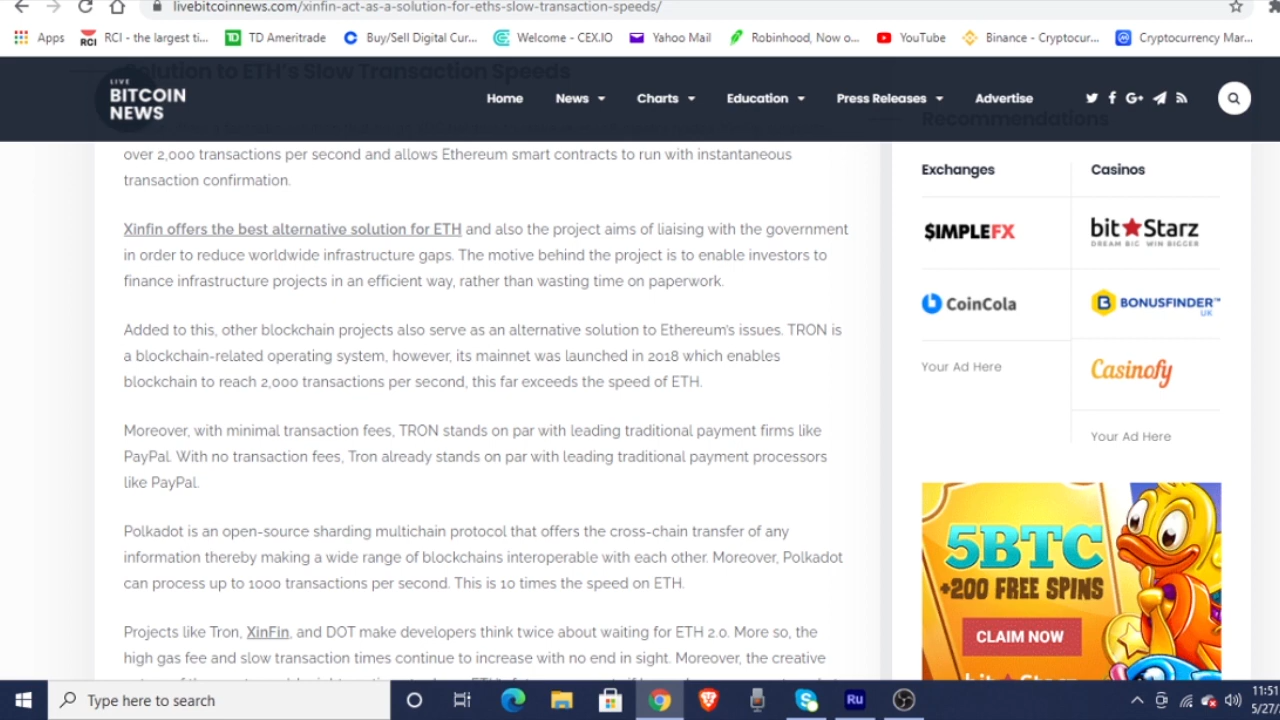 livebitcoinnews.com/xinfin-act-as-a-solution-for-eths-slow-transaction-speeds/
Apps
RCI
RCI - the largest ti...
TD Ameritrade
Buy/Sell Digital Cur...
Welcome - CEX.IO
Yahoo Mail
Robinhood, Now o...
YouTube
Binance - Cryptocur...
Cryptocurrency Mar...
Solution to ETH's Slow Transaction Speeds
LIVE
BITCOIN
NEWS
Home
News
Charts
Education
Press Releases
Advertise
Recommendations
over 2,000 transactions per second and allows Ethereum smart contracts to run with instantaneous
transaction confirmation.
Xinfin offers the best alternative solution for ETH and also the project aims of liaising with the government
in order to reduce worldwide infrastructure gaps. The motive behind the project is to enable investors to
finance infrastructure projects in an efficient way, rather than wasting time on paperwork.
Added to this, other blockchain projects also serve as an alternative solution to Ethereum's issues. TRON is
a blockchain-related operating system, however, its mainnet was launched in 2018 which enables
blockchain to reach 2,000 transactions per second, this far exceeds the speed of ETH.
Moreover, with minimal transaction fees, TRON stands on par with leading traditional payment firms like
PayPal. With no transaction fees, Tron already stands on par with leading traditional payment processors
like PayPal.
Polkadot is an open-source sharding multichain protocol that offers the cross-chain transfer of any
information thereby making a wide range of blockchains interoperable with each other. Moreover, Polkadot
can process up to 1000 transactions per second. This is 10 times the speed on ETH.
Projects like Tron, XinFin, and DOT make developers think twice about waiting for ETH 2.0. More so, the
high gas fee and slow transaction times continue to increase with no end in sight. Moreover, the creative
Exchanges
Casinos
$IMPLEFX
bit★Starz
DREAM BIG WIN BIGGER
CoinCola
BONUSFINDER™
UK
Your Ad Here
Casinofy
Your Ad Here
5BTC
+200 FREE SPINS
CLAIM NOW
Type here to search
Ru
11:51
5/27/